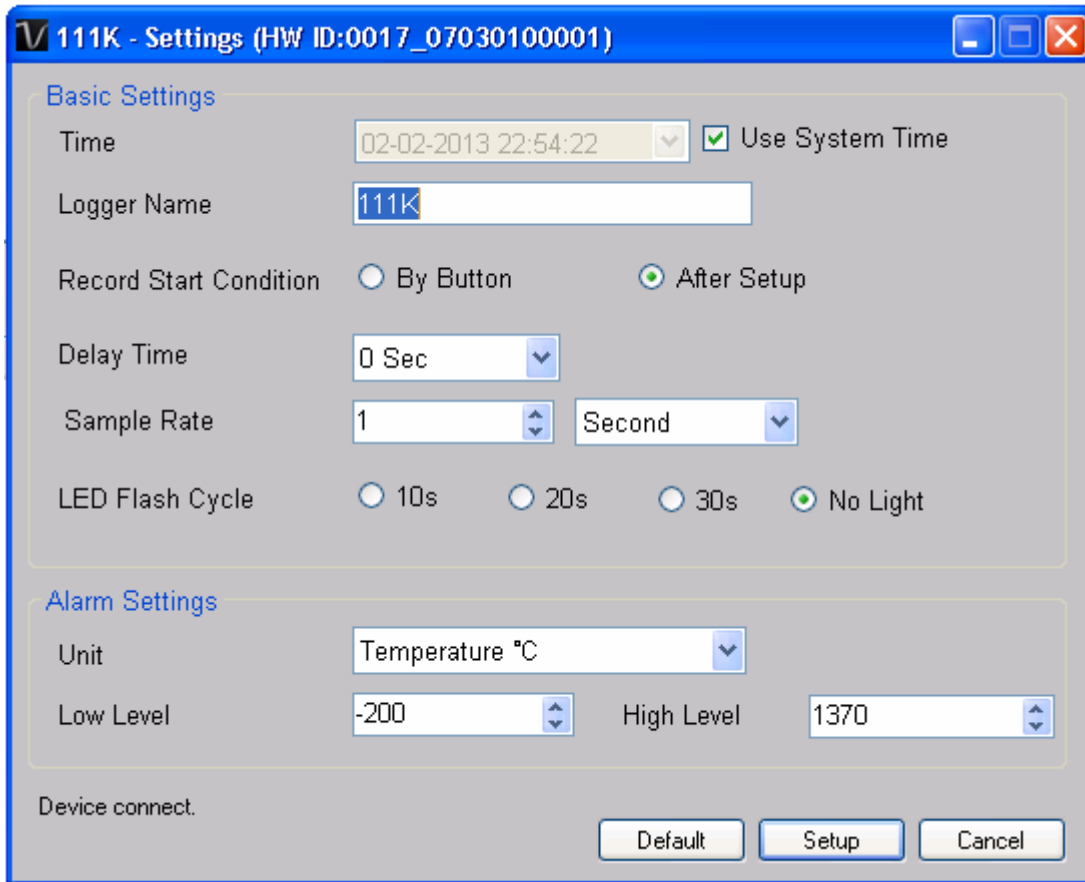 111K - Settings (HW ID:0017_07030100001)
Basic Settings
Time 02-02-2013 22:54:22 Use System Time
Logger Name 111K
Record Start Condition By Button After Setup
Delay Time 0 Sec
Sample Rate 1 Second
LED Flash Cycle 10s 20s 30s No Light
Alarm Settings
Unit Temperature °C
Low Level -200 High Level 1370
Device connect.
Default Setup Cancel